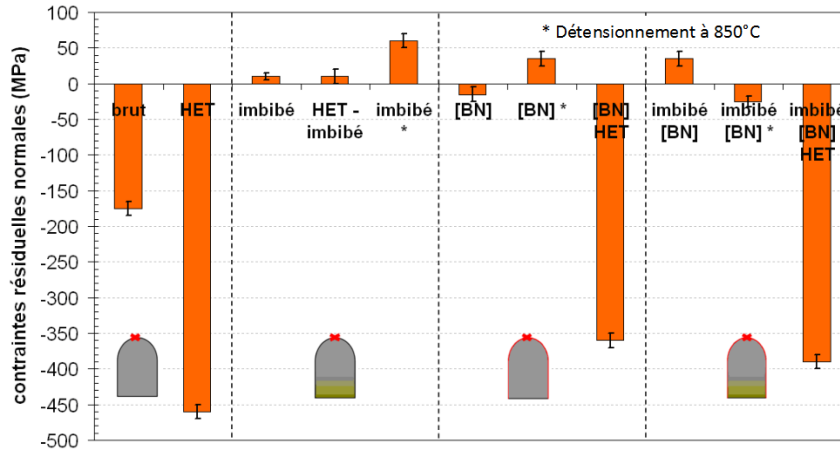 contraintes résiduelles normales (MPa)
100
50
0
-50
-100
-150
-200
-250
-300
-350
-400
-450
-500
* Détensionnement à 850°C
brut
HET
imbibé
HET -
imbibé
imbibé
*
[BN]
[BN] *
[BN]
HET
imbibé
[BN]
imbibé
[BN] *
imbibé
[BN]
HET